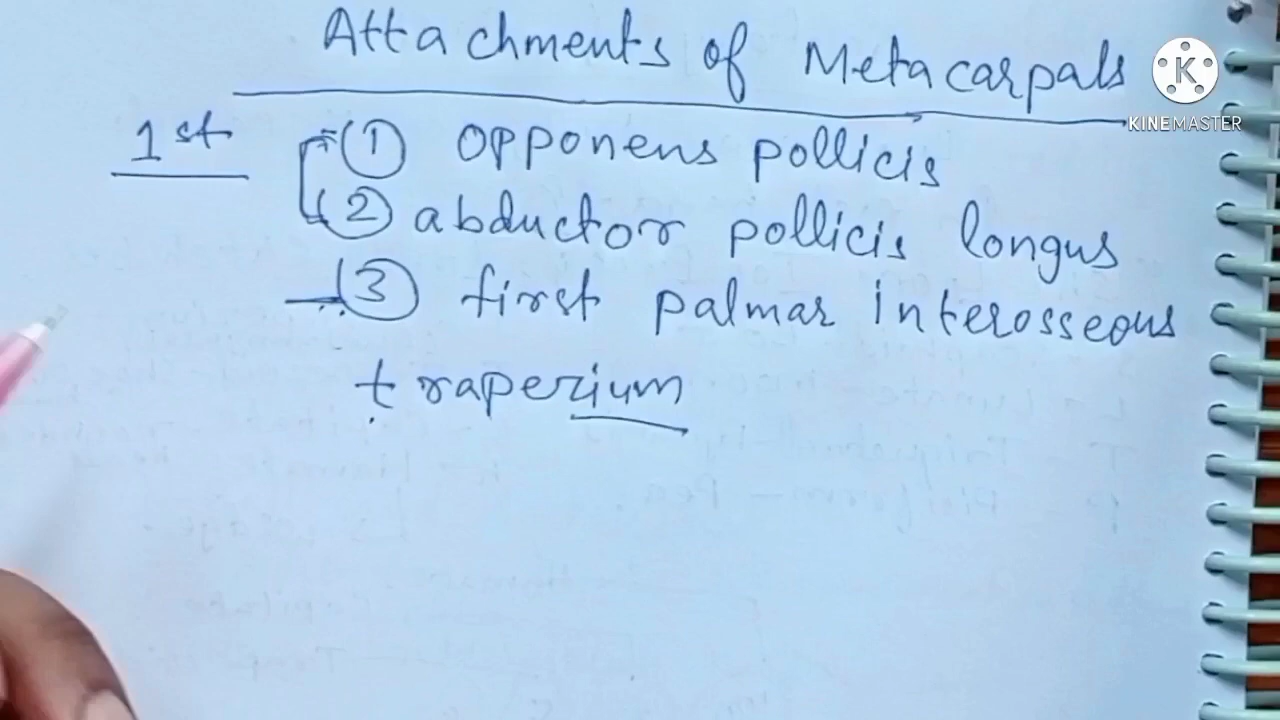 Attachments of Metacarpals
KINEMASTER
1st ① opponens pollicis
② abductor pollicis longus
③ first palmar interosseous
trapezium